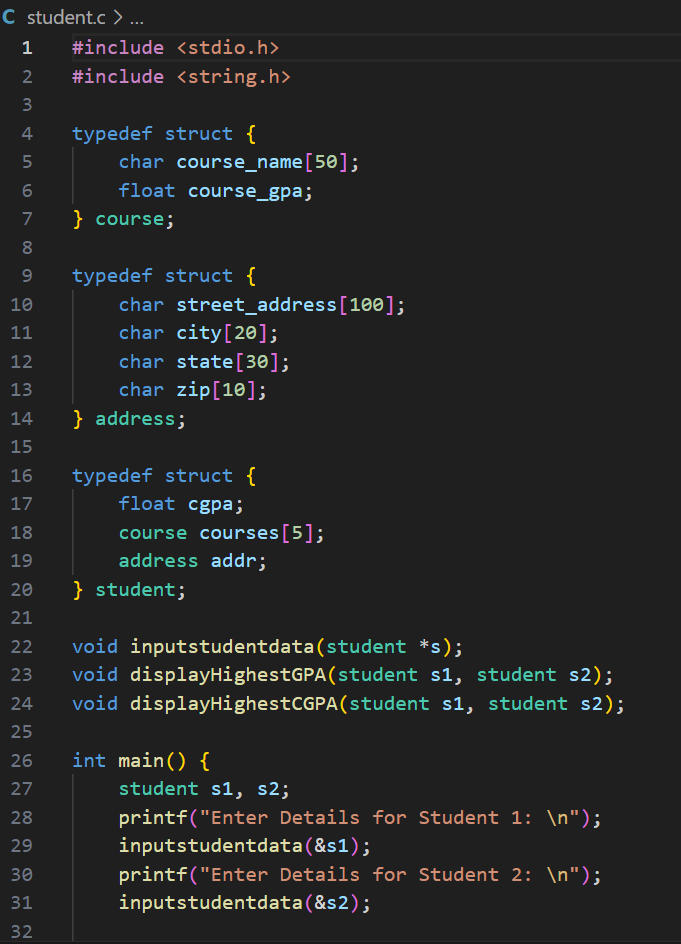 C student.c > ...
1 #include <stdio.h>
2 #include <string.h>
3
4 typedef struct {
5     char course_name[50];
6     float course_gpa;
7 } course;
8
9 typedef struct {
10     char street_address[100];
11     char city[20];
12     char state[30];
13     char zip[10];
14 } address;
15
16 typedef struct {
17     float cgpa;
18     course courses[5];
19     address addr;
20 } student;
21
22 void inputstudentdata(student *s);
23 void displayHighestGPA(student s1, student s2);
24 void displayHighestCGPA(student s1, student s2);
25
26 int main() {
27     student s1, s2;
28     printf("Enter Details for Student 1: \n");
29     inputstudentdata(&s1);
30     printf("Enter Details for Student 2: \n");
31     inputstudentdata(&s2);
32